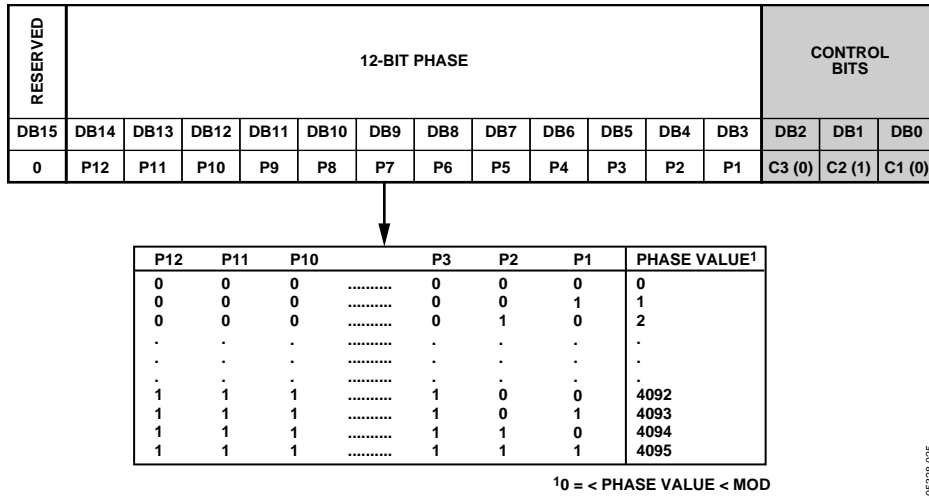 RESERVED
12-BIT PHASE
CONTROL
BITS
DB15 DB14 DB13 DB12 DB11 DB10 DB9 DB8 DB7 DB6 DB5 DB4 DB3 DB2 DB1 DB0
0 P12 P11 P10 P9 P8 P7 P6 P5 P4 P3 P2 P1 C3 (0) C2 (1) C1 (0)
P12 P11 P10 P3 P2 P1 PHASE VALUE1
0 0 0 .......... 0 0 0 0
0 0 0 .......... 0 0 1 1
0 0 0 .......... 0 1 0 2
. . . .......... . . . .
. . . .......... . . . .
. . . .......... . . . .
1 1 1 .......... 1 0 0 4092
1 1 1 .......... 1 0 1 4093
1 1 1 .......... 1 1 0 4094
1 1 1 .......... 1 1 1 4095
10 = < PHASE VALUE < MOD